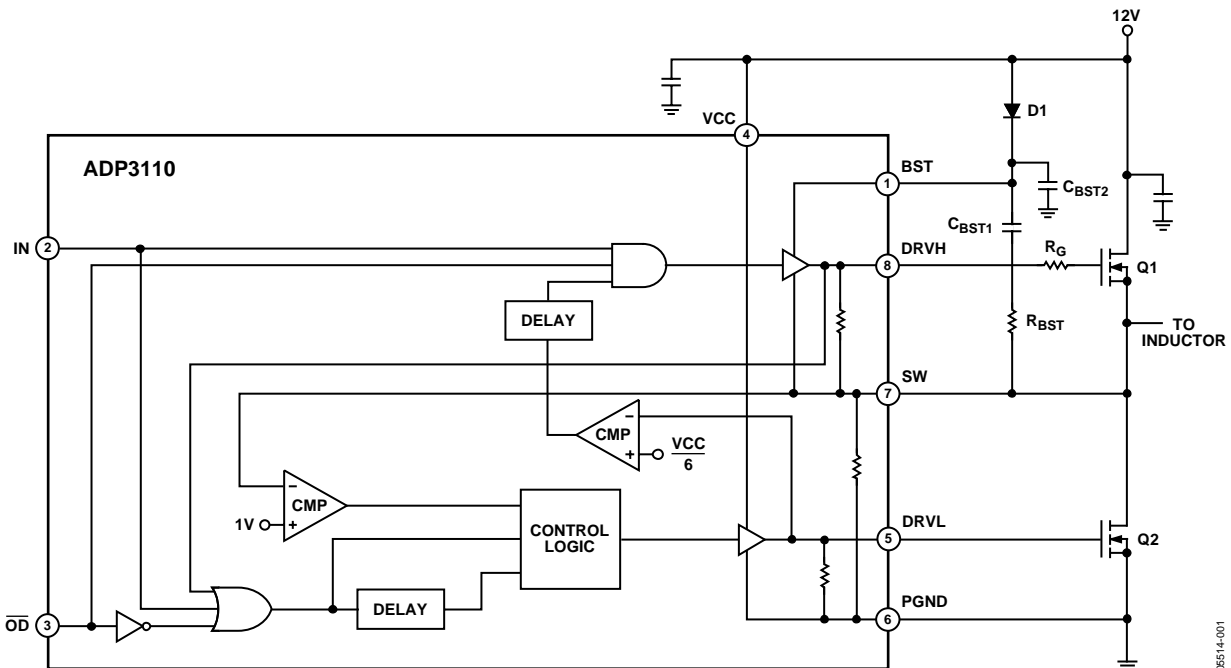 12V
D1
VCC
4
ADP3110
BST
1
CBST2
CBST1
IN 2
DRVH
8
RG
Q1
DELAY
RBST
TO
INDUCTOR
SW
7
−
CMP
+
VCC
6
−
CMP
1V
+
CONTROL
LOGIC
DRVL
5
Q2
DELAY
PGND
6
OD 3
05514-001